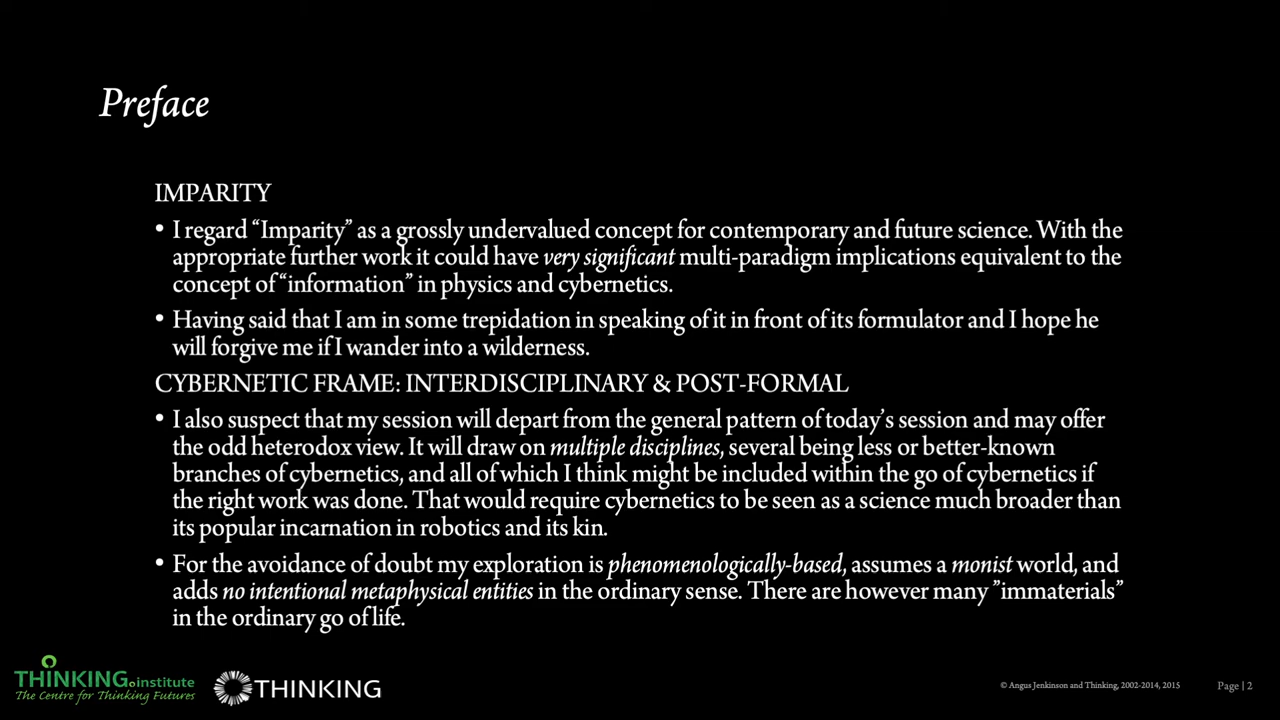 Preface
IMPARITY
• I regard “Imparity” as a grossly undervalued concept for contemporary and future science. With the
appropriate further work it could have very significant multi-paradigm implications equivalent to the
concept of “information” in physics and cybernetics.
• Having said that I am in some trepidation in speaking of it in front of its formulator and I hope he
will forgive me if I wander into a wilderness.
CYBERNETIC FRAME: INTERDISCIPLINARY & POST-FORMAL
• I also suspect that my session will depart from the general pattern of today’s session and may offer
the odd heterodox view. It will draw on multiple disciplines, several being less or better-known
branches of cybernetics, and all of which I think might be included within the go of cybernetics if
the right work was done. That would require cybernetics to be seen as a science much broader than
its popular incarnation in robotics and its kin.
• For the avoidance of doubt my exploration is phenomenologically-based, assumes a monist world, and
adds no intentional metaphysical entities in the ordinary sense. There are however many ”immaterials”
in the ordinary go of life.
THINKING.institute
The Centre for Thinking Futures
THINKING
© Angus Jenkinson and Thinking, 2002-2014, 2015
Page | 2